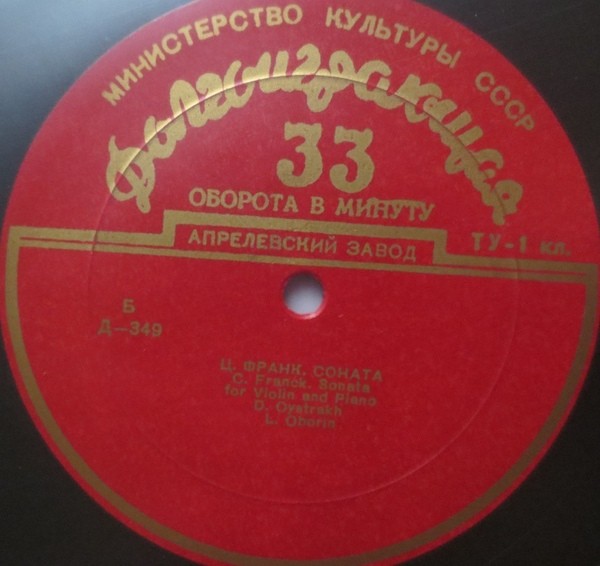 МИНИСТЕРСТВО КУЛЬТУРЫ СССР
Долгоиграющая
33
ОБОРОТА В МИНУТУ
АПРЕЛЕВСКИЙ ЗАВОД
ТУ-1 кл.
Б
Д—349
Ц. ФРАНК. СОНАТА
C. Franck. Sonata
for Violin and Piano
D. Oystrakh
L. Oborin